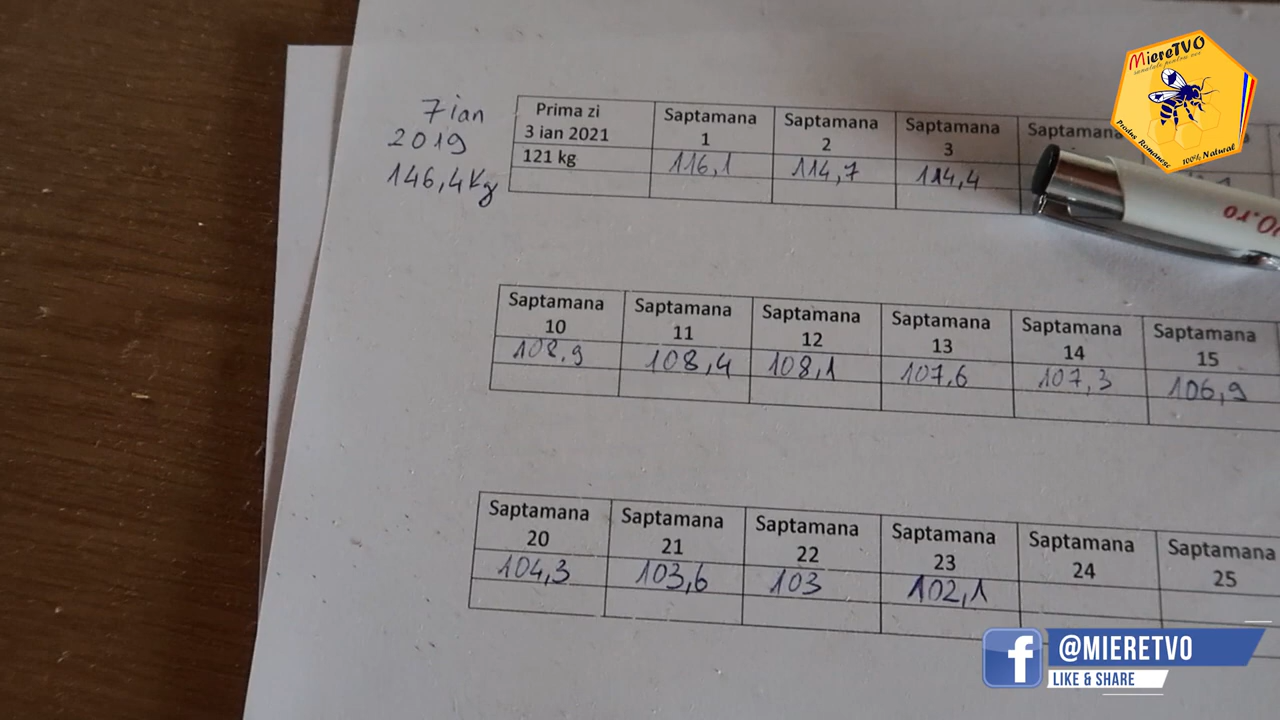 7 ian
2019
146,4 Kg
Prima zi
3 ian 2021
121 kg
Saptamana
1
116,1
Saptamana
2
114,7
Saptamana
3
114,4
Saptamana
MiereTVO
Produs Romanesc
100% Natural
O.ro
Saptamana
10
108,9
Saptamana
11
108,4
Saptamana
12
108,1
Saptamana
13
107,6
Saptamana
14
107,3
Saptamana
15
106,9
Saptamana
20
104,3
Saptamana
21
103,6
Saptamana
22
103
Saptamana
23
102,1
Saptamana
24
Saptamana
25
f
@MIERETVO
LIKE & SHARE